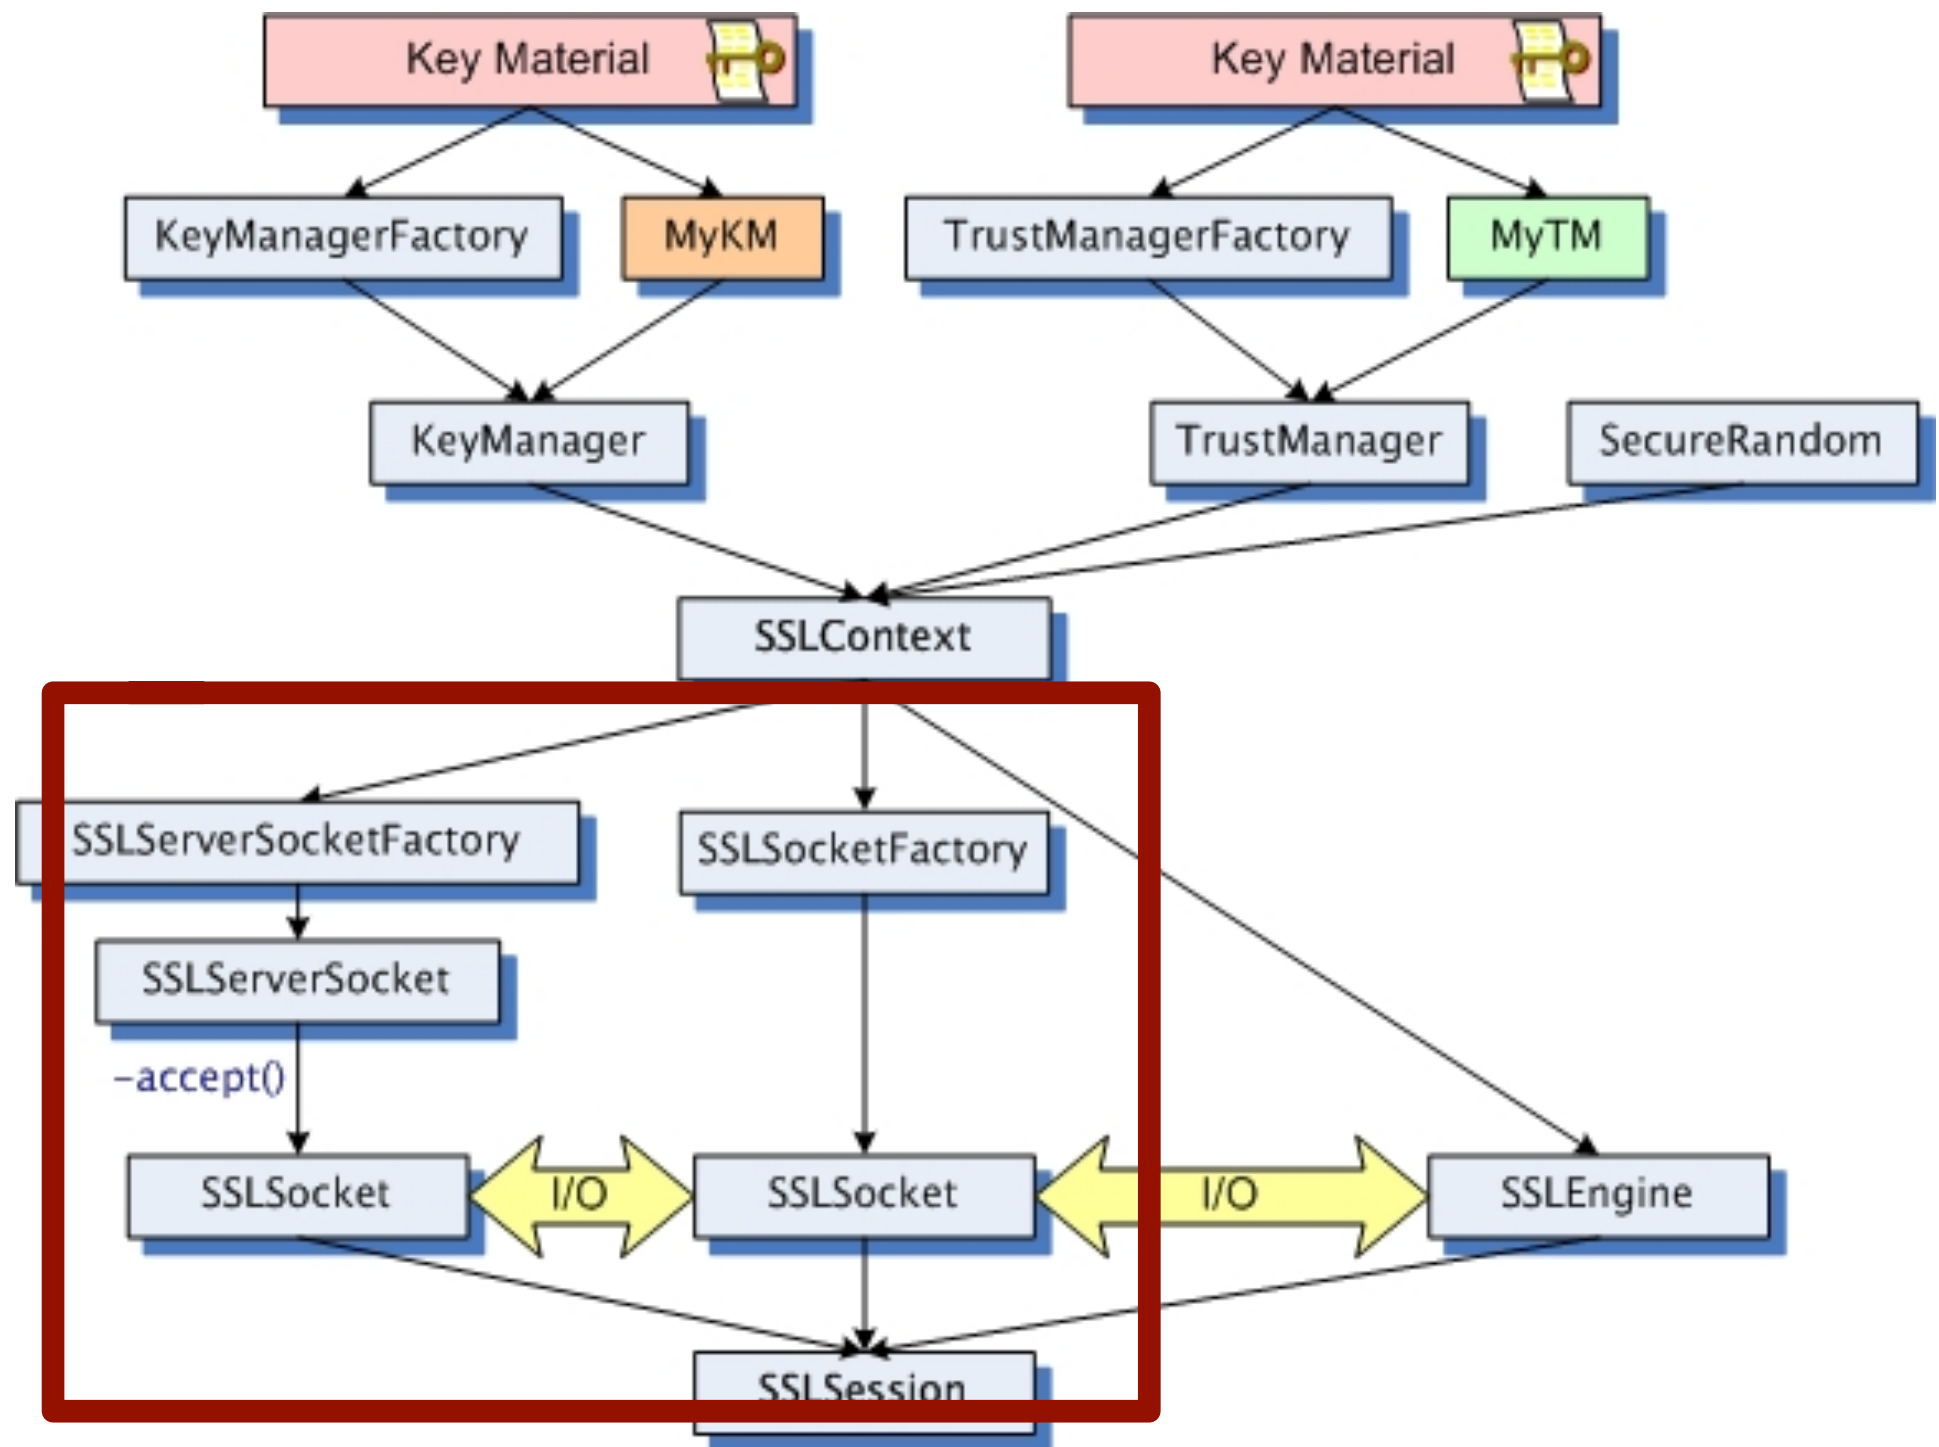 Key Material
Key Material
KeyManagerFactory
MyKM
TrustManagerFactory
MyTM
KeyManager
TrustManager
SecureRandom
SSLContext
SSLServerSocketFactory
SSLSocketFactory
SSLServerSocket
-accept()
SSLSocket
I/O
SSLSocket
I/O
SSLEngine
SSLSession